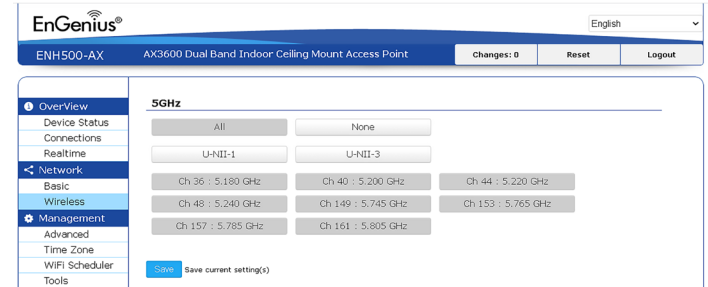 EnGenius®
English
ENH500-AX AX3600 Dual Band Indoor Ceiling Mount Access Point Changes: 0 Reset Logout
OverView
Device Status
Connections
Realtime
Network
Basic
Wireless
Management
Advanced
Time Zone
WiFi Scheduler
Tools
5GHz
All None
U-NII-1 U-NII-3
Ch 36 : 5.180 GHz Ch 40 : 5.200 GHz Ch 44 : 5.220 GHz
Ch 48 : 5.240 GHz Ch 149 : 5.745 GHz Ch 153 : 5.765 GHz
Ch 157 : 5.785 GHz Ch 161 : 5.805 GHz
Save Save current setting(s)